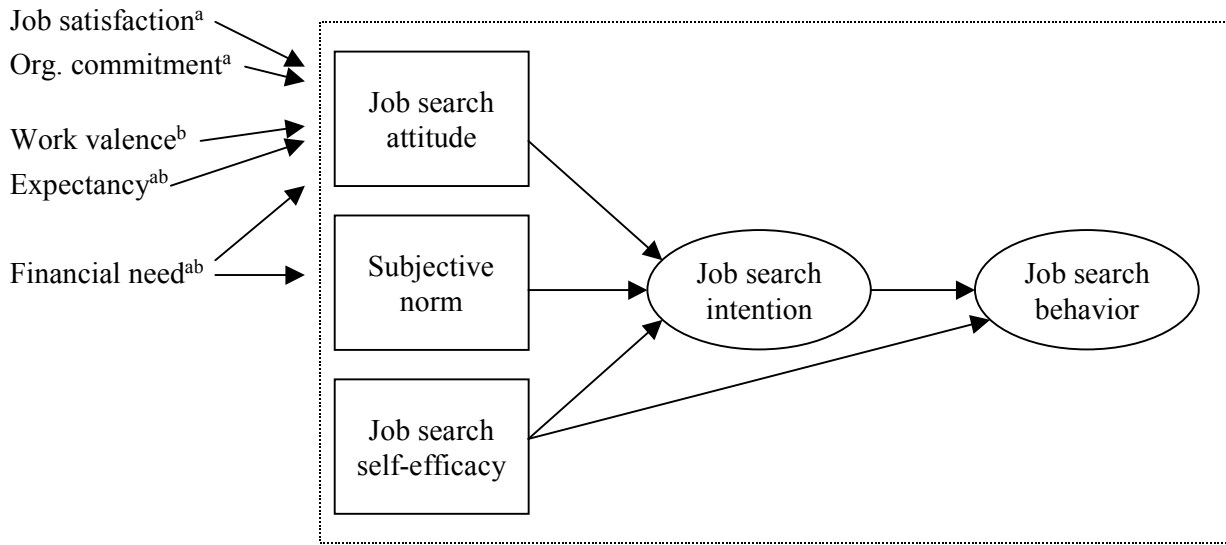 Job satisfactionᵃ
Org. commitmentᵃ
Work valenceᵇ
Expectancyᵃᵇ
Financial needᵃᵇ
Job search
attitude
Subjective
norm
Job search
self-efficacy
Job search
intention
Job search
behavior